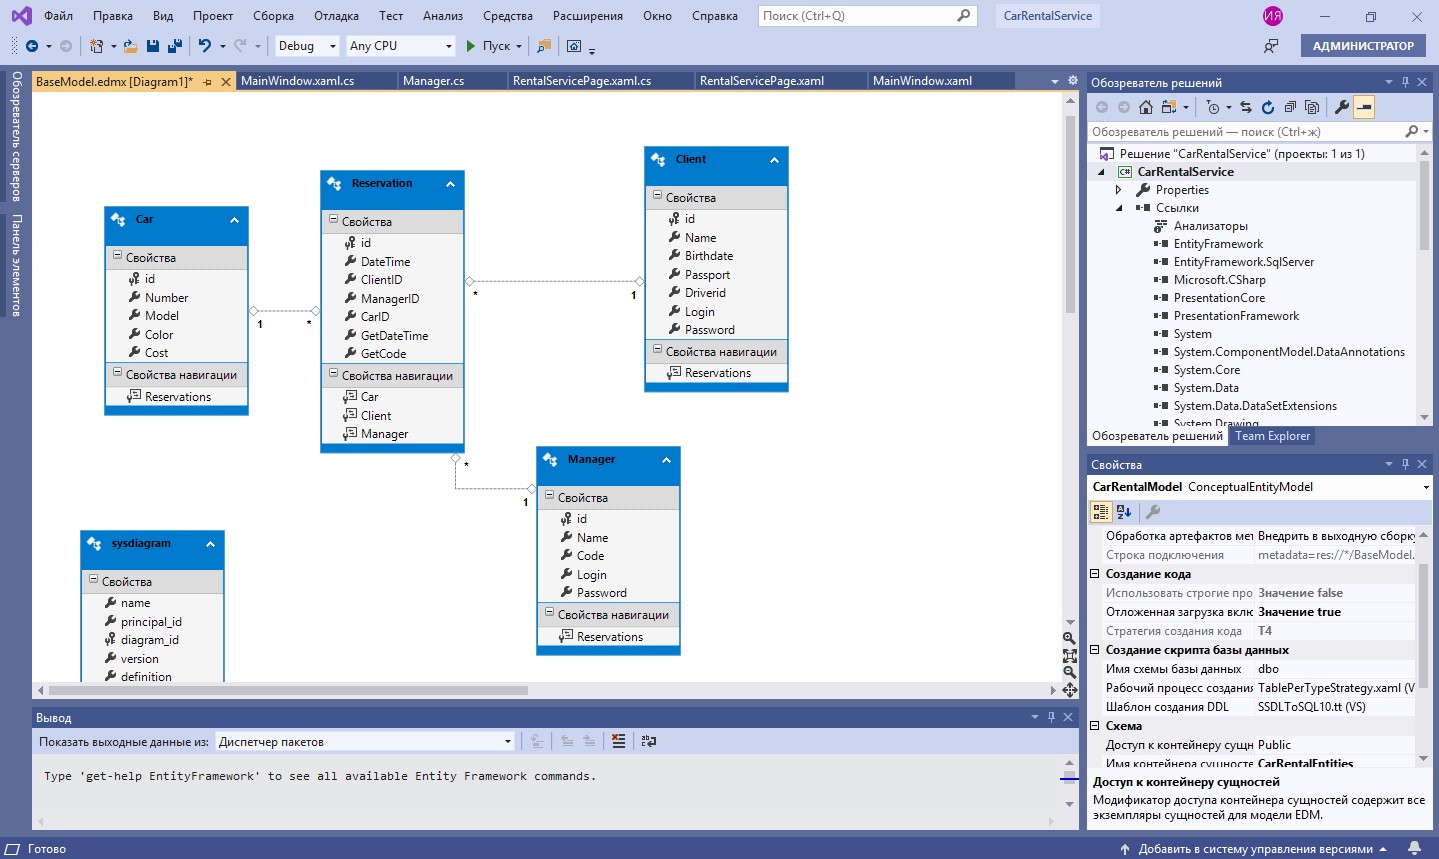 Файл Правка Вид Проект Сборка Отладка Тест Анализ Средства Расширения Окно Справка Поиск (Ctrl+Q) CarRentalService ИЯ
Debug Any CPU Пуск АДМИНИСТРАТОР
Обозреватель серверов
Панель элементов
BaseModel.edmx [Diagram1]* MainWindow.xaml.cs Manager.cs RentalServicePage.xaml.cs RentalServicePage.xaml MainWindow.xaml
Car
Свойства
id
Number
Model
Color
Cost
Свойства навигации
Reservations
1 *
Reservation
Свойства
id
DateTime
ClientID
ManagerID
CarID
GetDateTime
GetCode
Свойства навигации
Car
Client
Manager
* 1
Client
Свойства
id
Name
Birthdate
Passport
Driverid
Login
Password
Свойства навигации
Reservations
*
1
Manager
Свойства
id
Name
Code
Login
Password
Свойства навигации
Reservations
sysdiagram
Свойства
name
principal_id
diagram_id
version
definition
Вывод
Показать выходные данные из: Диспетчер пакетов
Type 'get-help EntityFramework' to see all available Entity Framework commands.
Обозреватель решений
Обозреватель решений — поиск (Ctrl+ж)
Решение "CarRentalService" (проекты: 1 из 1)
C# CarRentalService
Properties
Ссылки
Анализаторы
EntityFramework
EntityFramework.SqlServer
Microsoft.CSharp
PresentationCore
PresentationFramework
System
System.ComponentModel.DataAnnotations
System.Core
System.Data
System.Data.DataSetExtensions
System.Drawing
Обозреватель решений Team Explorer
Свойства
CarRentalModel ConceptualEntityModel
Обработка артефактов мет Внедрить в выходную сборку
Строка подключения metadata=res://*/BaseModel.
Создание кода
Использовать строгие про Значение false
Отложенная загрузка вклю Значение true
Стратегия создания кода T4
Создание скрипта базы данных
Имя схемы базы данных dbo
Рабочий процесс создания TablePerTypeStrategy.xaml (V
Шаблон создания DDL SSDLToSQL10.tt (VS)
Схема
Доступ к контейнеру сущн Public
Имя контейнера сущносте CarRentalEntities
Доступ к контейнеру сущностей
Модификатор доступа контейнера сущностей содержит все
экземпляры сущностей для модели EDM.
Готово Добавить в систему управления версиями